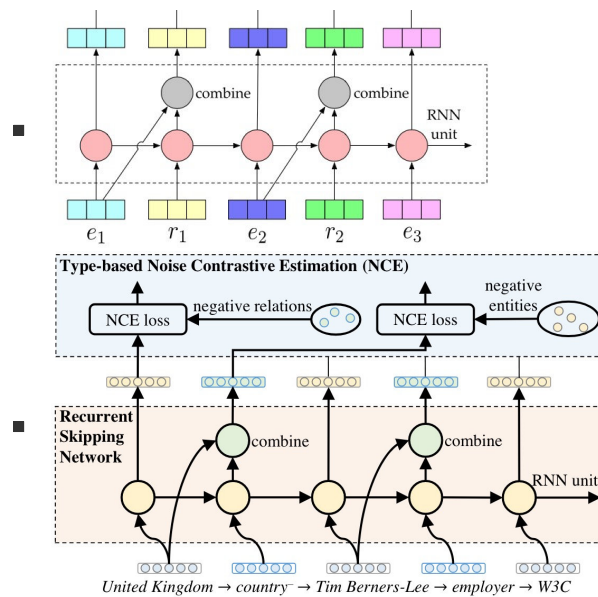 combine
combine
RNN
unit
e1 r1 e2 r2 e3
Type-based Noise Contrastive Estimation (NCE)
negative relations
negative
entities
NCE loss
NCE loss
Recurrent
Skipping
Network
combine
combine
RNN unit
United Kingdom → country⁻ → Tim Berners-Lee → employer → W3C